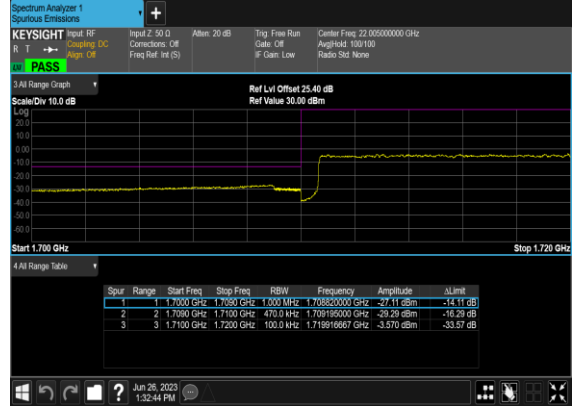 Spectrum Analyzer 1
Spurious Emissions
+
KEYSIGHT Input: RF Input Z: 50 Ω Atten: 20 dB Trig: Free Run Center Freq: 22.005000000 GHz
R T Coupling: DC Corrections: Off Gate: Off Avg|Hold: 100/100
Align: Off Freq Ref: Int (S) IF Gain: Low Radio Std: None
PASS
3 All Range Graph
Ref Lvl Offset 25.40 dB
Scale/Div 10.0 dB Ref Value 30.00 dBm
Log
20.0
10.0
0.00
-10.0
-20.0
-30.0
-40.0
-50.0
-60.0
Start 1.700 GHz Stop 1.720 GHz
4 All Range Table
Spur Range Start Freq Stop Freq RBW Frequency Amplitude ΔLimit
1 1 1.7000 GHz 1.7090 GHz 1.000 MHz 1.708820000 GHz -27.11 dBm -14.11 dB
2 2 1.7090 GHz 1.7100 GHz 470.0 kHz 1.709195000 GHz -29.29 dBm -16.29 dB
3 3 1.7100 GHz 1.7200 GHz 100.0 kHz 1.719916667 GHz -3.570 dBm -33.57 dB
? Jun 26, 2023
1:32:44 PM